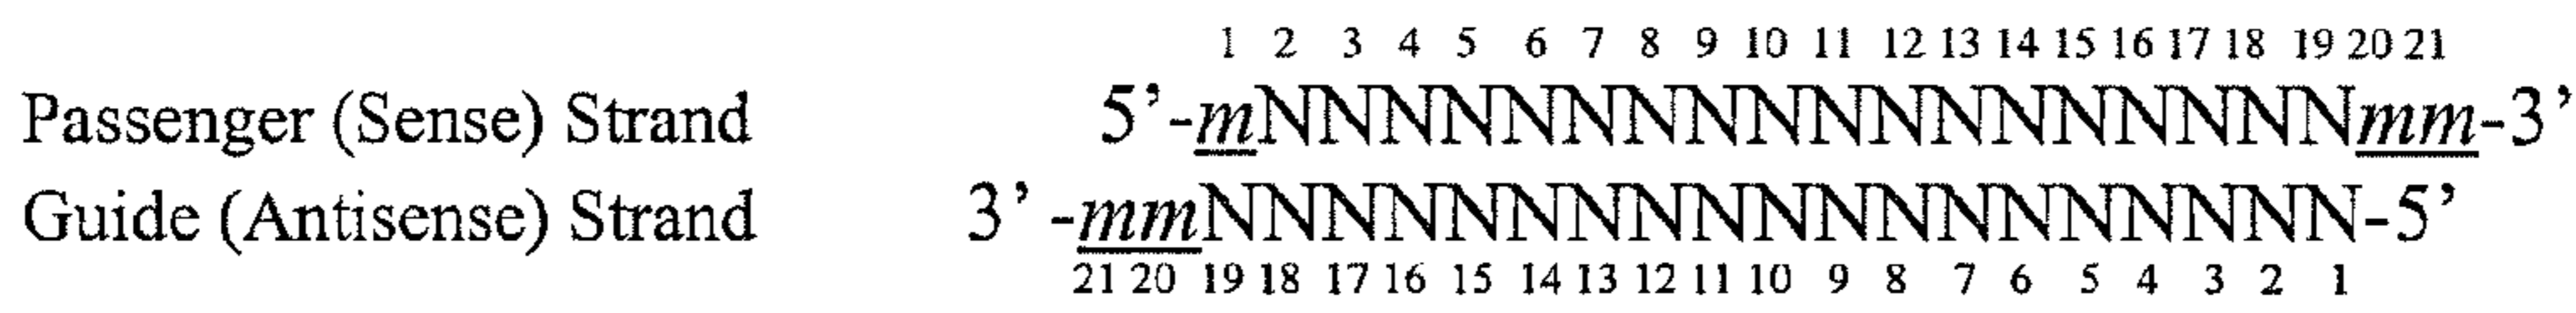 1 2 3 4 5 6 7 8 9 10 11 12 13 14 15 16 17 18 19 20 21
Passenger (Sense) Strand 5’-mNNNNNNNNNNNNNNNNNNmm-3’
Guide (Antisense) Strand 3’-mmNNNNNNNNNNNNNNNNNNN-5’
21 20 19 18 17 16 15 14 13 12 11 10 9 8 7 6 5 4 3 2 1